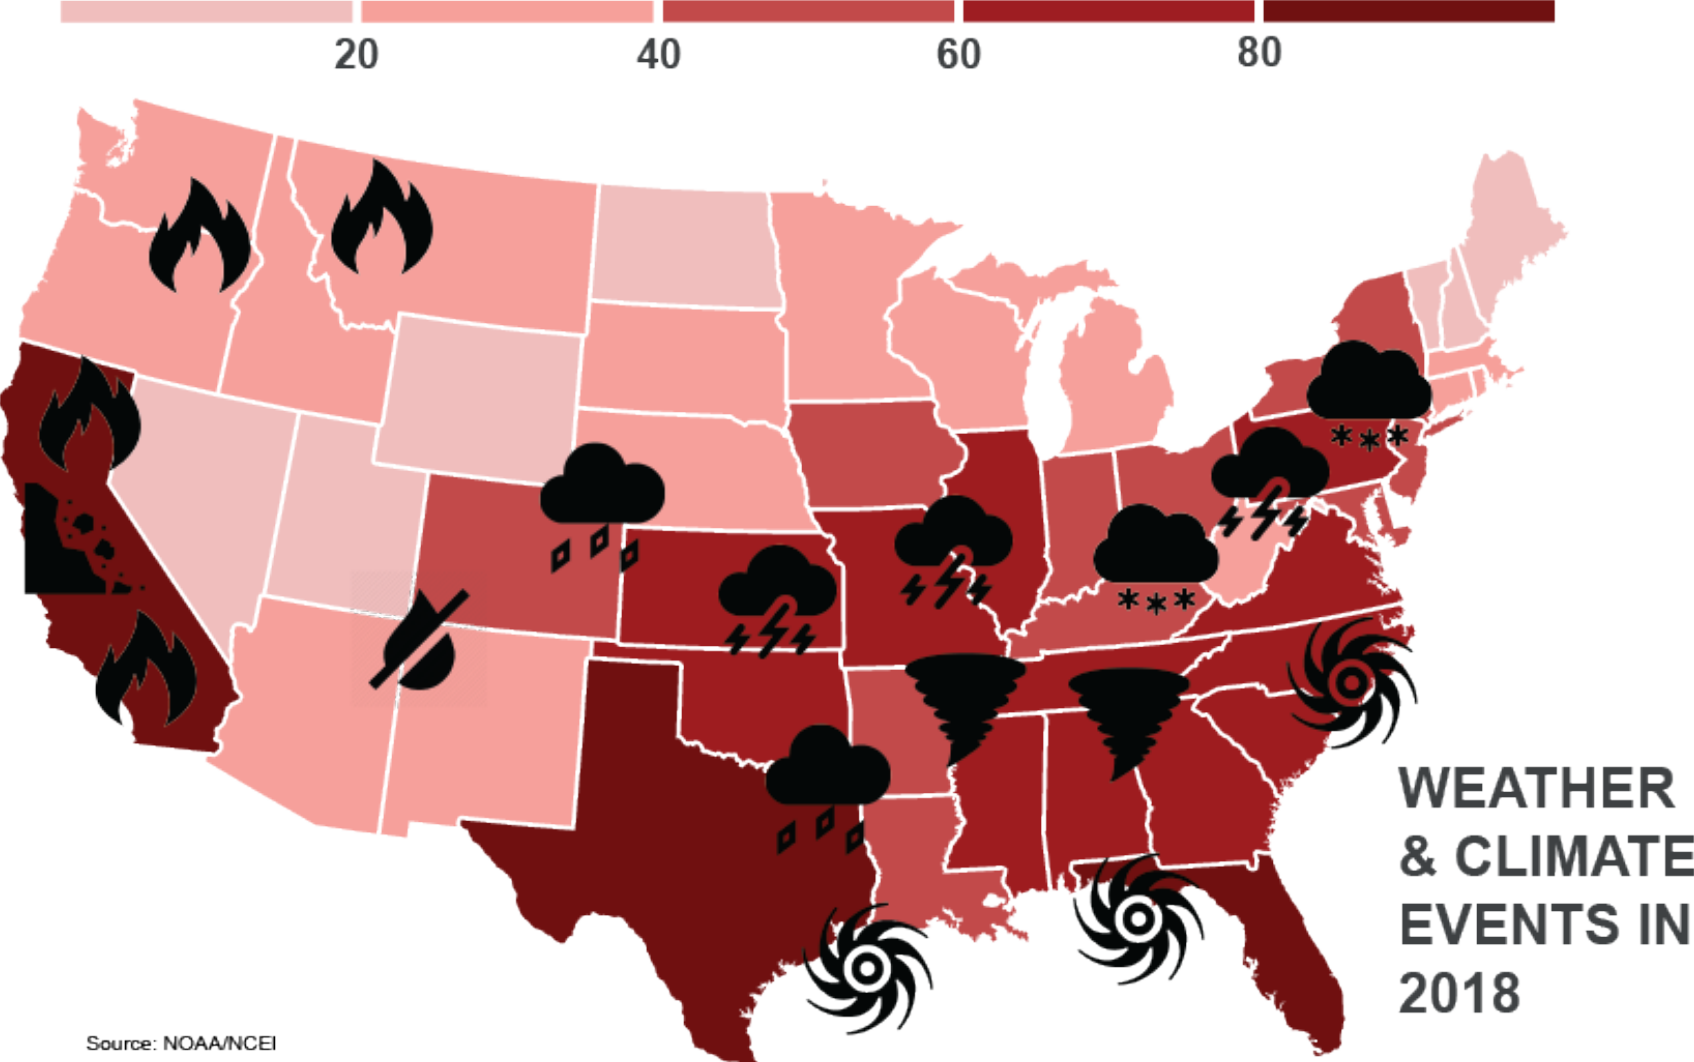 20 40 60 80
WEATHER
& CLIMATE
EVENTS IN
2018
Source: NOAA/NCEI